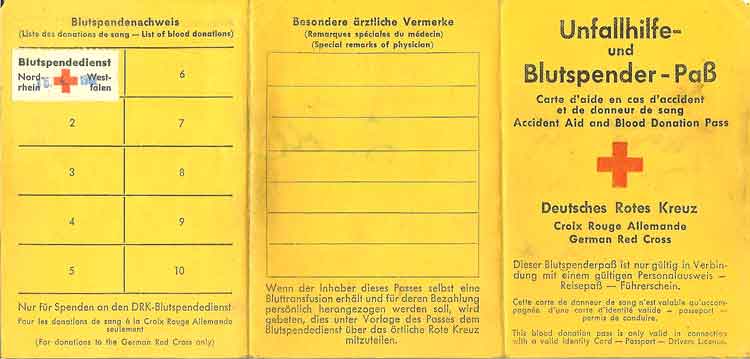 Blutspendenachweis
(Liste des donations de sang — List of blood donations)
Blutspendedienst
Nord- West-
rhein falen
6
2
7
3
8
4
9
5
10
Nur für Spenden an den DRK-Blutspendedienst
Pour les donations de sang à la Croix Rouge Allemande
seulement
(For donations to the German Red Cross only)
Besondere ärztliche Vermerke
(Remarques spéciales du médecin)
(Special remarks of physician)
Wenn der Inhaber dieses Passes selbst eine
Bluttransfusion erhält und für deren Bezahlung
persönlich herangezogen werden soll, wird
gebeten, dies unter Vorlage des Passes dem
Blutspendedienst über das örtliche Rote Kreuz
mitzuteilen.
Unfallhilfe-
und
Blutspender-Paß
Carte d'aide en cas d'accident
et de donneur de sang
Accident Aid and Blood Donation Pass
Deutsches Rotes Kreuz
Croix Rouge Allemande
German Red Cross
Dieser Blutspenderpaß ist nur gültig in Verbin-
dung mit einem gültigen Personalausweis —
Reisepaß — Führerschein.
Cette carte de donneur de sang n'est valable qu'accom-
pagnée d'une carte d'identité valide - passeport -
permis de conduire.
This blood donation pass is only valid in connection
with a valid Identity Card — Passport — Drivers License.